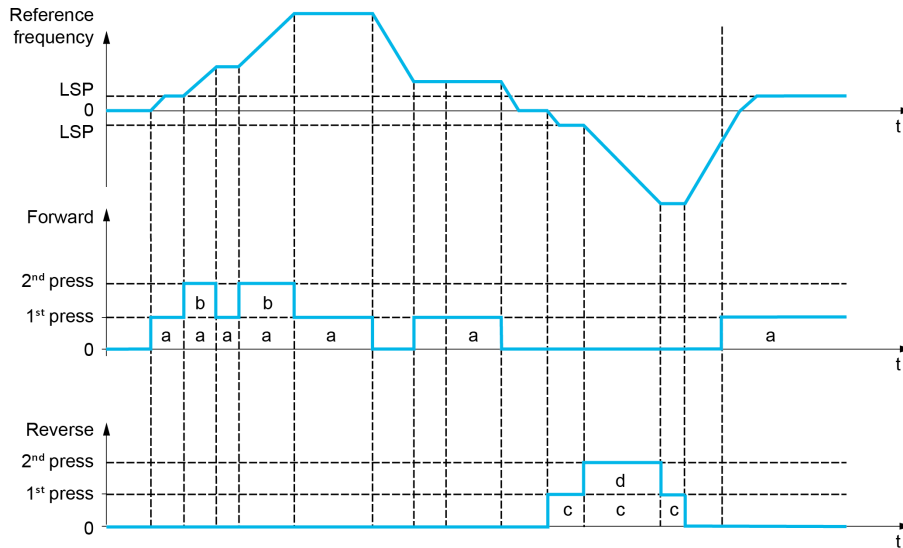 Reference
frequency
LSP
0
LSP
t
Forward
2nd press
b b
1st press
a a a a a a a
0
t
Reverse
2nd press
d
1st press
c c c
0
t